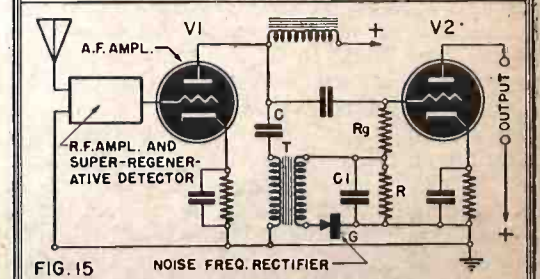 V1
V2
A.F. AMPL.
+
C
Rg
OUTPUT
R.F. AMPL. AND
SUPER-REGENER-
ATIVE DETECTOR
T
C1
R
G
+
FIG. 15
NOISE FREQ. RECTIFIER